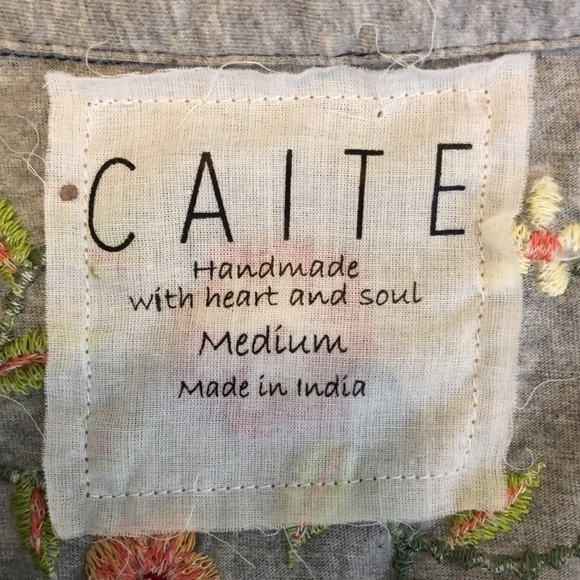 CAITE
Handmade
with heart and soul
Medium
Made in India